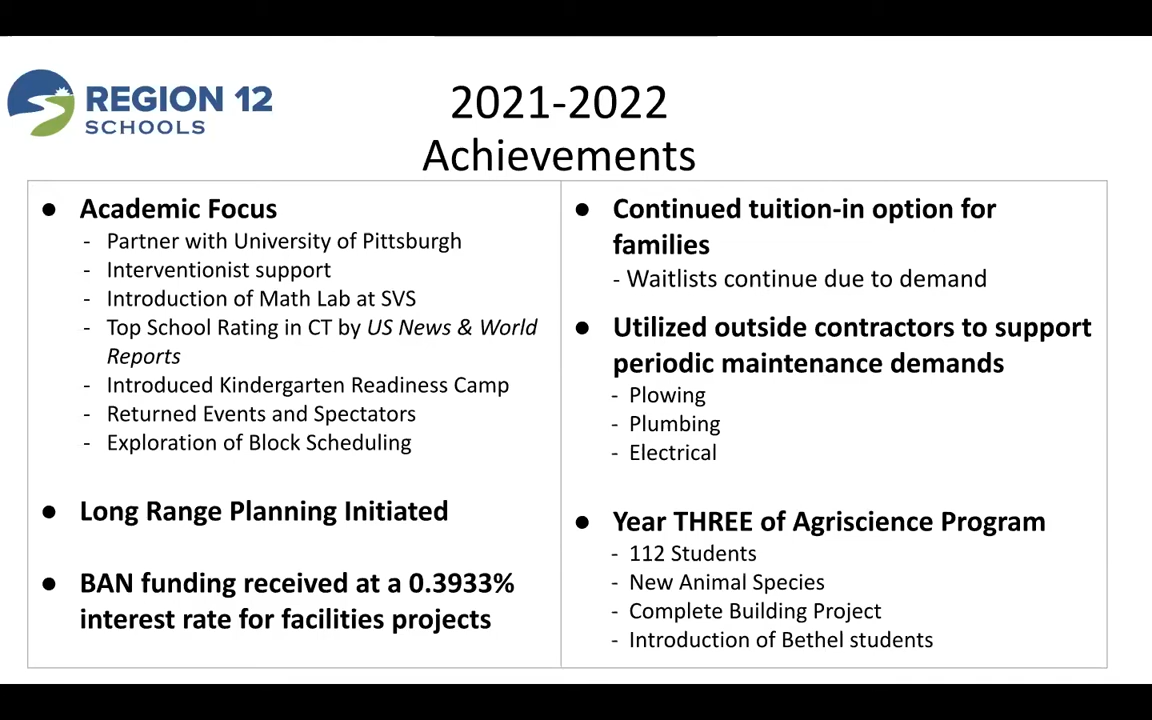 REGION 12
SCHOOLS
2021-2022
Achievements
● Academic Focus
- Partner with University of Pittsburgh
- Interventionist support
- Introduction of Math Lab at SVS
- Top School Rating in CT by US News & World
Reports
- Introduced Kindergarten Readiness Camp
- Returned Events and Spectators
- Exploration of Block Scheduling
● Long Range Planning Initiated
● BAN funding received at a 0.3933%
interest rate for facilities projects
● Continued tuition-in option for
families
- Waitlists continue due to demand
● Utilized outside contractors to support
periodic maintenance demands
- Plowing
- Plumbing
- Electrical
● Year THREE of Agriscience Program
- 112 Students
- New Animal Species
- Complete Building Project
- Introduction of Bethel students